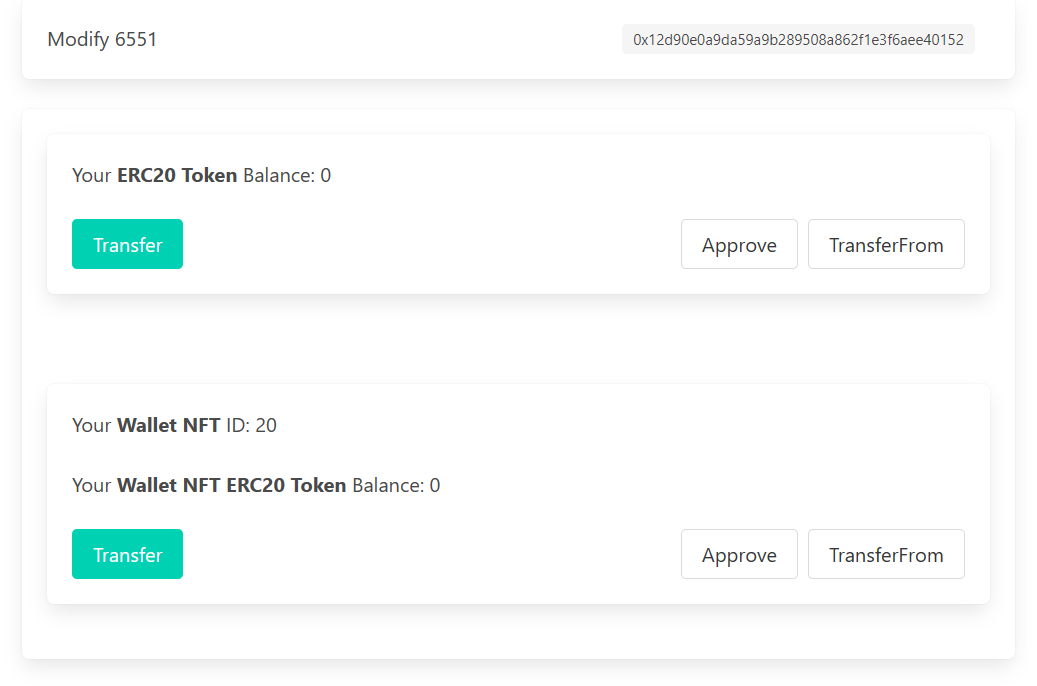 Modify 6551
0x12d90e0a9da59a9b289508a862f1e3f6aee40152
Your ERC20 Token Balance: 0
Transfer
Approve
TransferFrom
Your Wallet NFT ID: 20
Your Wallet NFT ERC20 Token Balance: 0
Transfer
Approve
TransferFrom